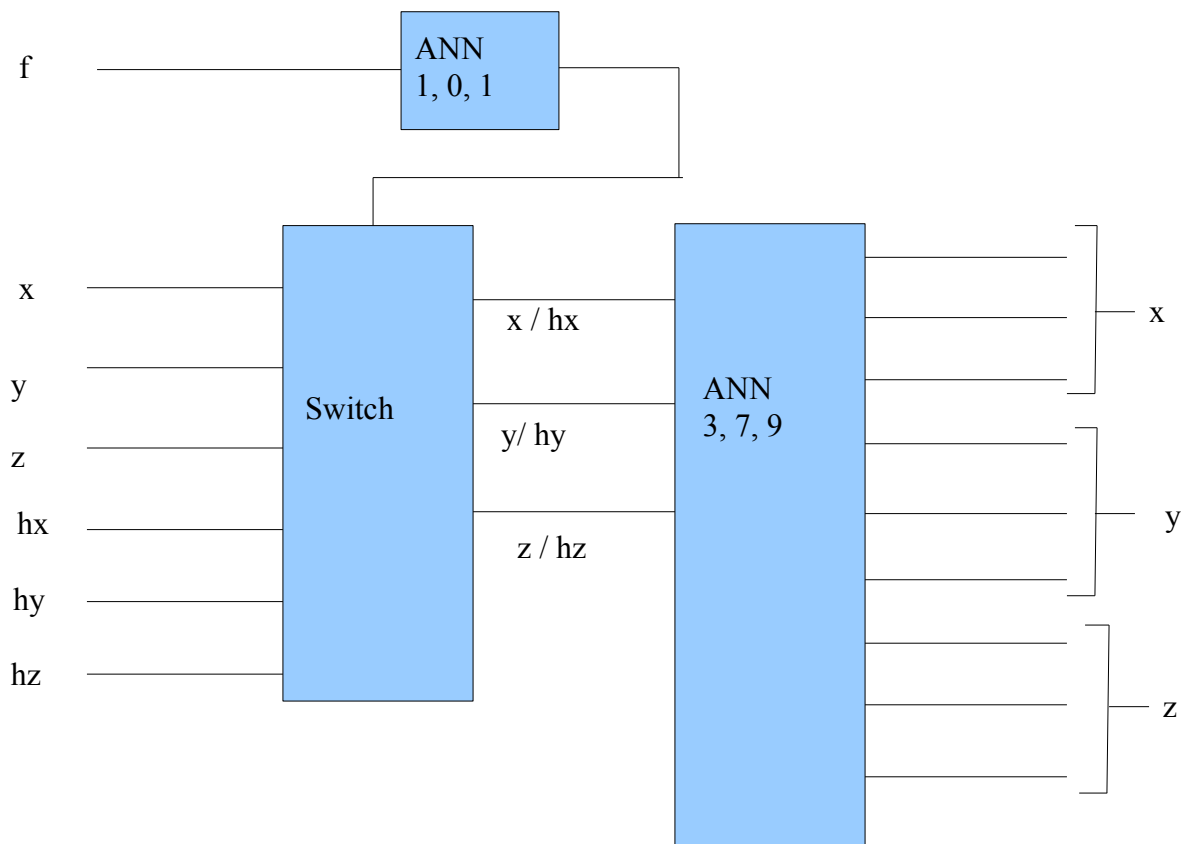 f
ANN
1, 0, 1
x
y
z
hx
hy
hz
Switch
x / hx
y/ hy
z / hz
ANN
3, 7, 9
x
y
z